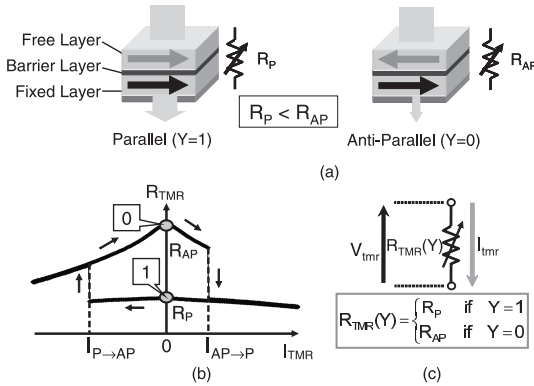 Free Layer
Barrier Layer
Fixed Layer
R_P
R_AP
R_P < R_AP
Parallel (Y=1)
Anti-Parallel (Y=0)
(a)
R_TMR
0
R_AP
1
R_P
I_P→AP
0
I_AP→P
I_TMR
(b)
V_tmr
R_TMR(Y)
I_tmr
R_TMR(Y) = { R_P if Y=1
R_AP if Y=0
(c)